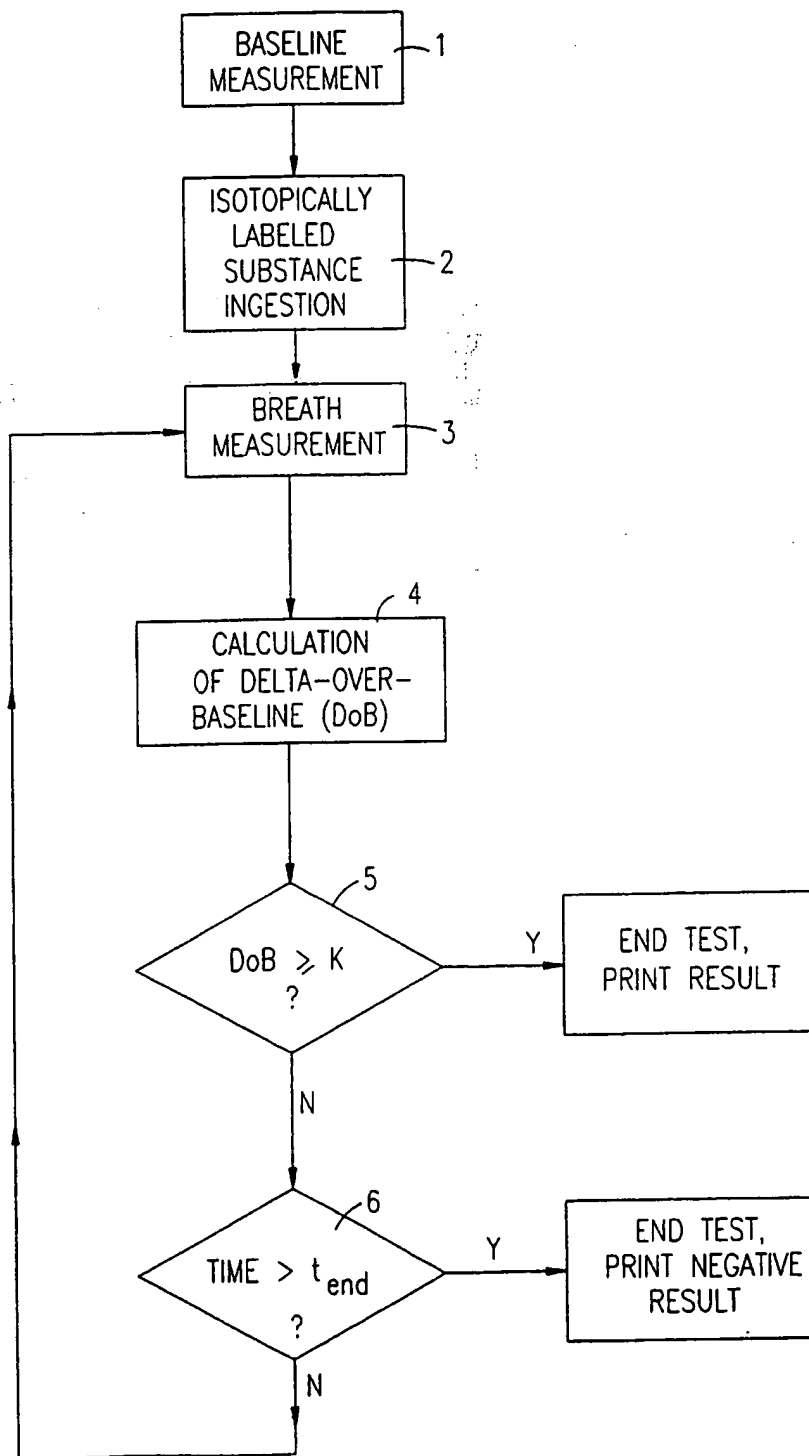 BASELINE
MEASUREMENT
1
ISOTOPICALLY
LABELED
SUBSTANCE
INGESTION
2
BREATH
MEASUREMENT
3
4
CALCULATION
OF DELTA-OVER-
BASELINE (DoB)
5
DoB ⩾ K
?
Y
END TEST,
PRINT RESULT
N
6
TIME > t_end
?
Y
END TEST,
PRINT NEGATIVE
RESULT
N